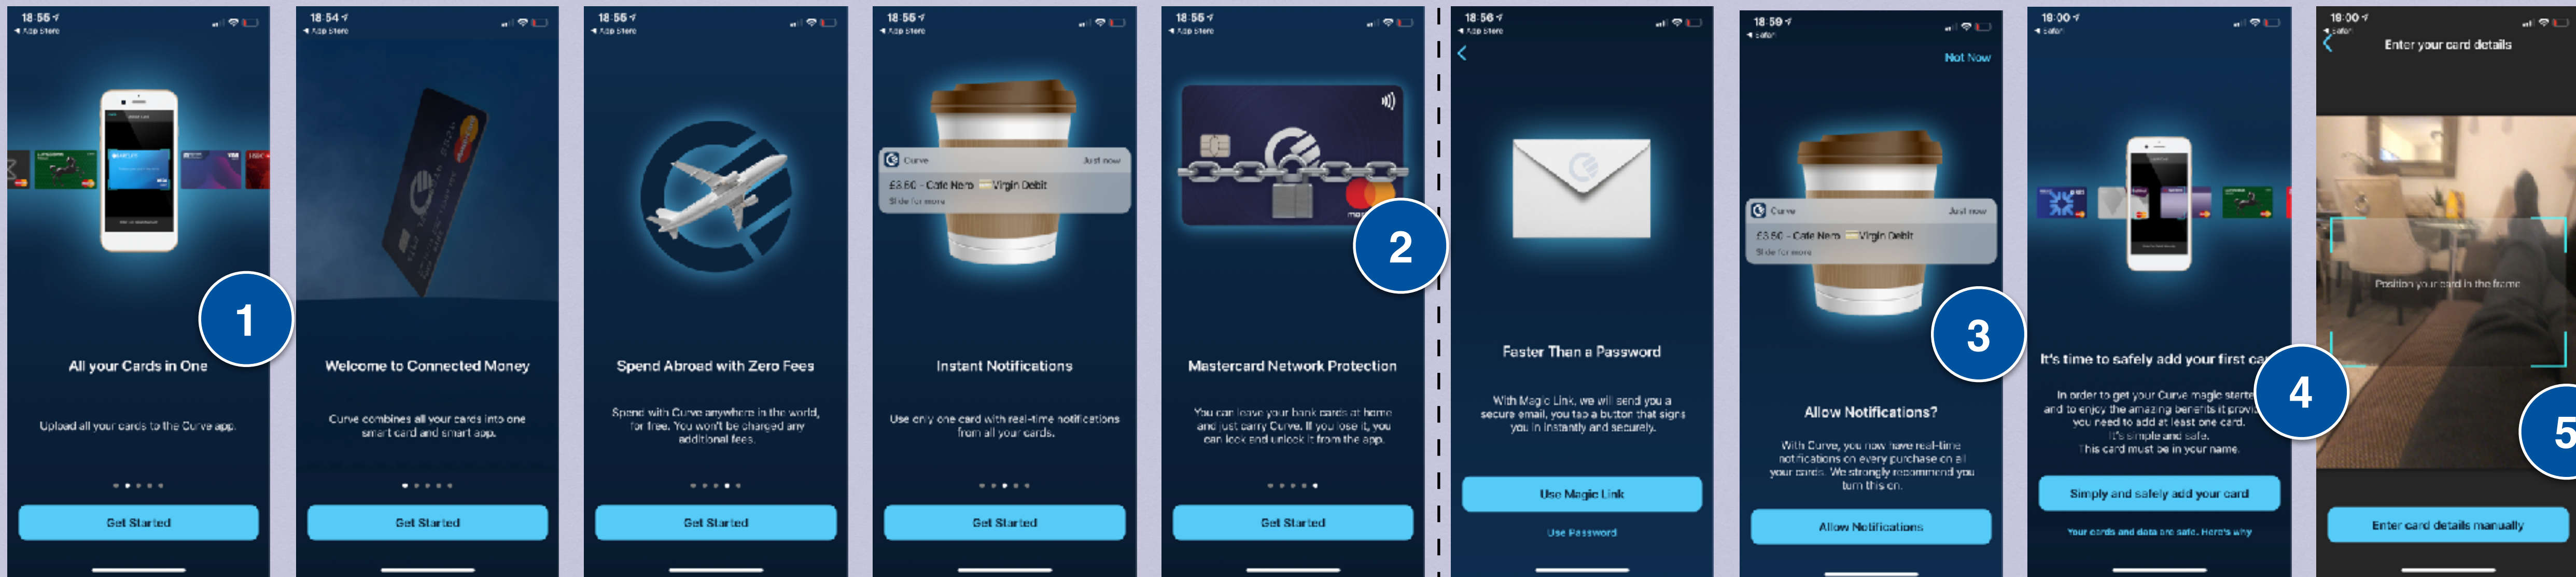 18:55
App Store
All your Cards in One
Upload all your cards to the Curve app.
Get Started
1
18:54
App Store
Welcome to Connected Money
Curve combines all your cards into one
smart card and smart app.
Get Started
18:55
App Store
Spend Abroad with Zero Fees
Spend with Curve anywhere in the world,
for free. You won't be charged any
additional fees.
Get Started
18:55
App Store
Curve
Just now
£3.50 - Cafe Nero Virgin Debit
Slide for more
Instant Notifications
Use only one card with real-time notifications
from all your cards.
Get Started
18:55
App Store
Mastercard Network Protection
You can leave your bank cards at home
and just carry Curve. If you lose it, you
can lock and unlock it from the app.
Get Started
2
18:56
App Store
Faster Than a Password
With Magic Link, we will send you a
secure email, you tap a button that signs
you in instantly and securely.
Use Magic Link
Use Password
18:59
Safari
Not Now
Curve
Just now
£3.50 - Cafe Nero Virgin Debit
Slide for more
3
Allow Notifications?
With Curve, you now have real-time
notifications on every purchase on all
your cards. We strongly recommend you
turn this on.
Allow Notifications
19:00
Safari
It's time to safely add your first car
In order to get your Curve magic starte
and to enjoy the amazing benefits it provi
you need to add at least one card.
It's simple and safe.
This card must be in your name.
Simply and safely add your card
Your cards and data are safe. Here's why
4
19:00
Safari
Enter your card details
Position your card in the frame
5
Enter card details manually